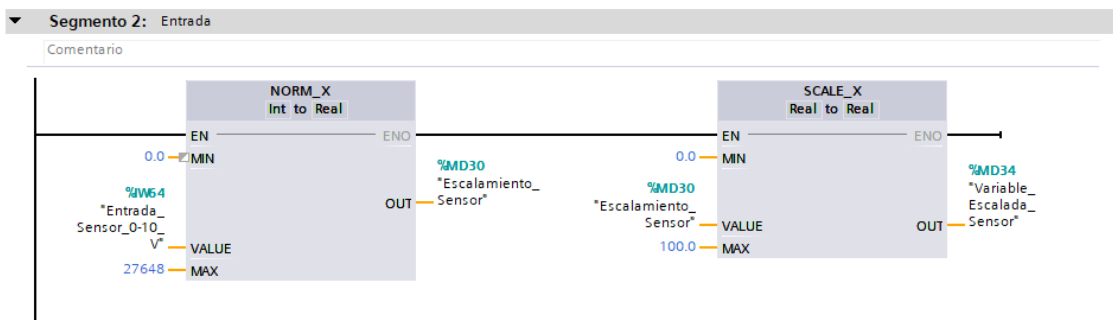 Segmento 2: Entrada
Comentario
NORM_X
Int to Real
EN
ENO
0.0
MIN
%IW64
"Entrada_
Sensor_0-10_
V"
VALUE
27648
MAX
OUT
%MD30
"Escalamiento_
Sensor"
SCALE_X
Real to Real
EN
ENO
0.0
MIN
%MD30
"Escalamiento_
Sensor"
VALUE
100.0
MAX
OUT
%MD34
"Variable_
Escalada_
Sensor"